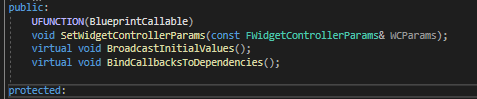 public:
UFUNCTION(BlueprintCallable)
void SetWidgetControllerParams(const FWidgetControllerParams& WCParams);
virtual void BroadcastInitialValues();
virtual void BindCallbacksToDependencies();
protected: